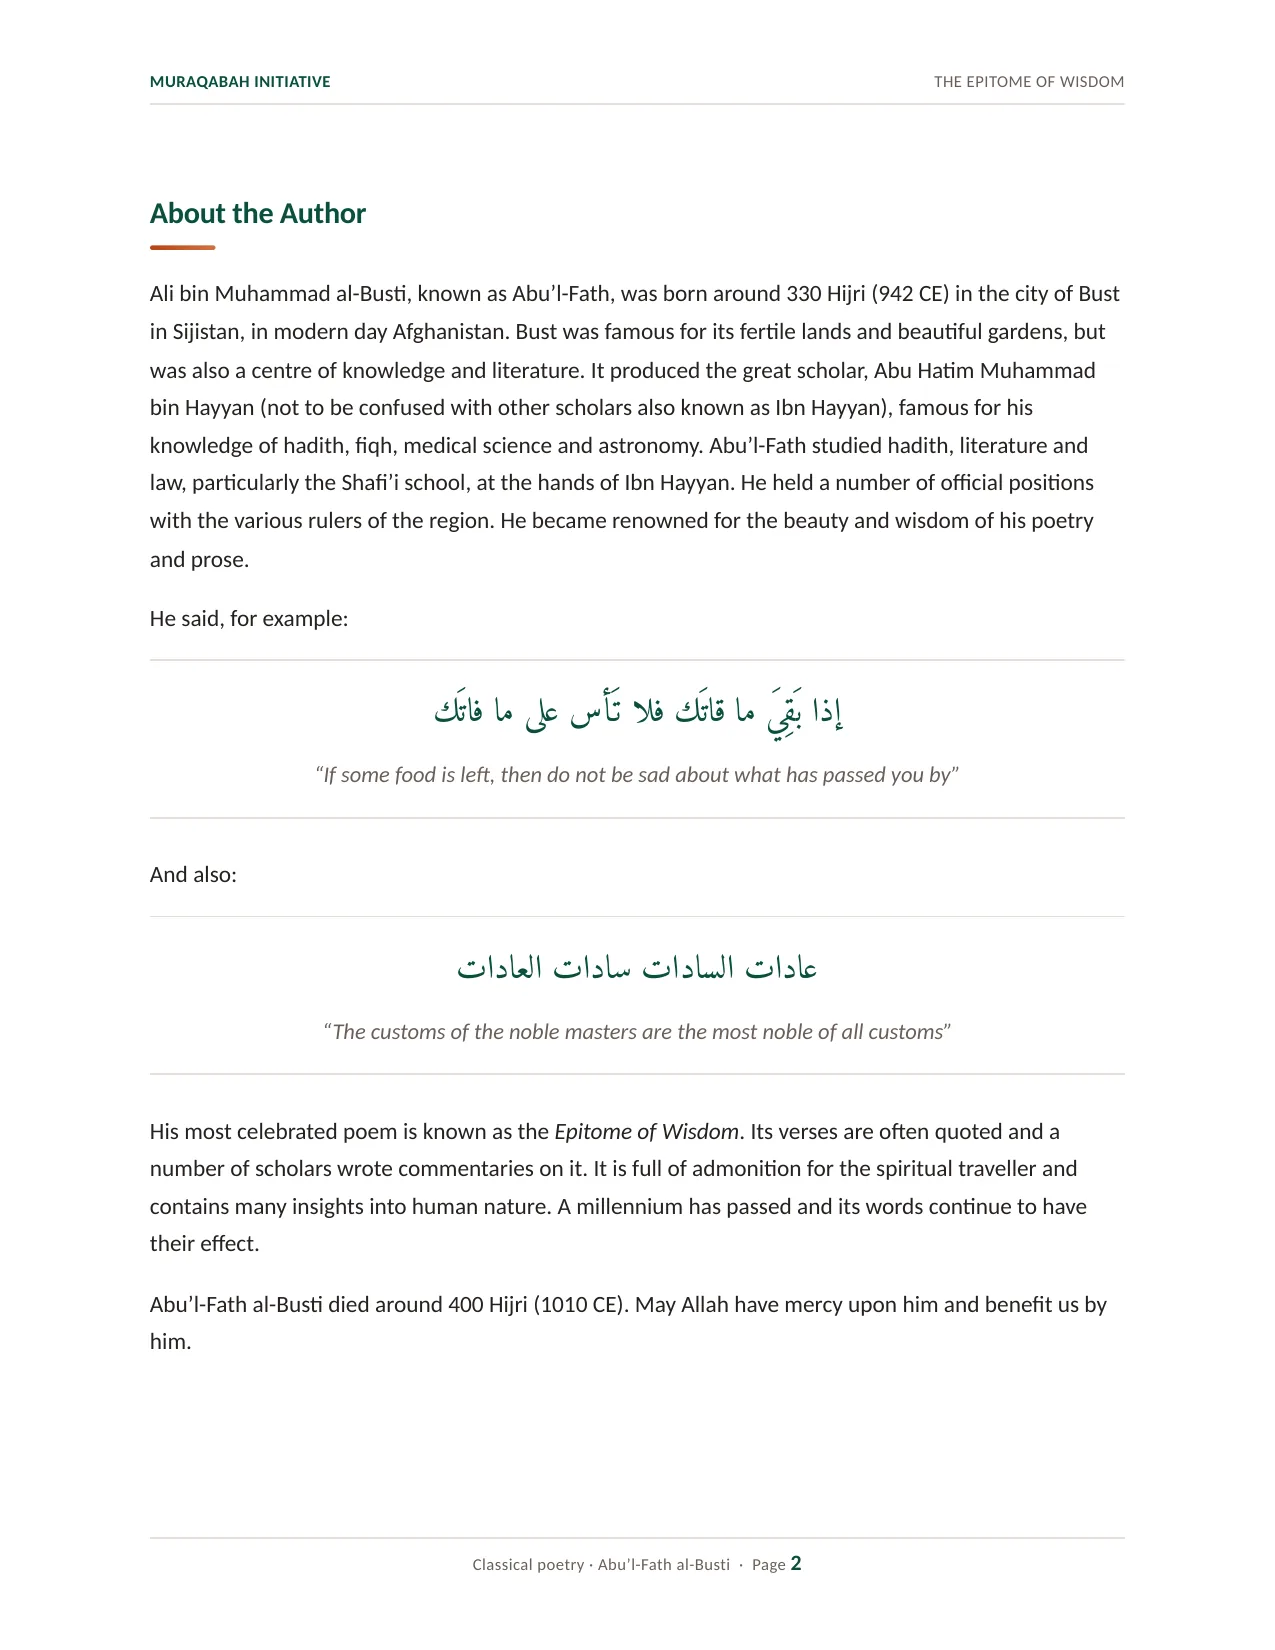 MURAQABAH INITIATIVE
THE EPITOME OF WISDOM
About the Author
Ali bin Muhammad al-Busti, known as Abu’l-Fath, was born around 330 Hijri (942 CE) in the city of Bust
in Sijistan, in modern day Afghanistan. Bust was famous for its fertile lands and beautiful gardens, but
was also a centre of knowledge and literature. It produced the great scholar, Abu Hatim Muhammad
bin Hayyan (not to be confused with other scholars also known as Ibn Hayyan), famous for his
knowledge of hadith, fiqh, medical science and astronomy. Abu’l-Fath studied hadith, literature and
law, particularly the Shafi’i school, at the hands of Ibn Hayyan. He held a number of official positions
with the various rulers of the region. He became renowned for the beauty and wisdom of his poetry
and prose.
He said, for example:
إذا بَقِيَ ما قاتَك فلا تَأس على ما فاتَك
“If some food is left, then do not be sad about what has passed you by”
And also:
عادات السادات سادات العادات
“The customs of the noble masters are the most noble of all customs”
His most celebrated poem is known as the Epitome of Wisdom. Its verses are often quoted and a
number of scholars wrote commentaries on it. It is full of admonition for the spiritual traveller and
contains many insights into human nature. A millennium has passed and its words continue to have
their effect.
Abu’l-Fath al-Busti died around 400 Hijri (1010 CE). May Allah have mercy upon him and benefit us by
him.
Classical poetry · Abu’l-Fath al-Busti · Page 2